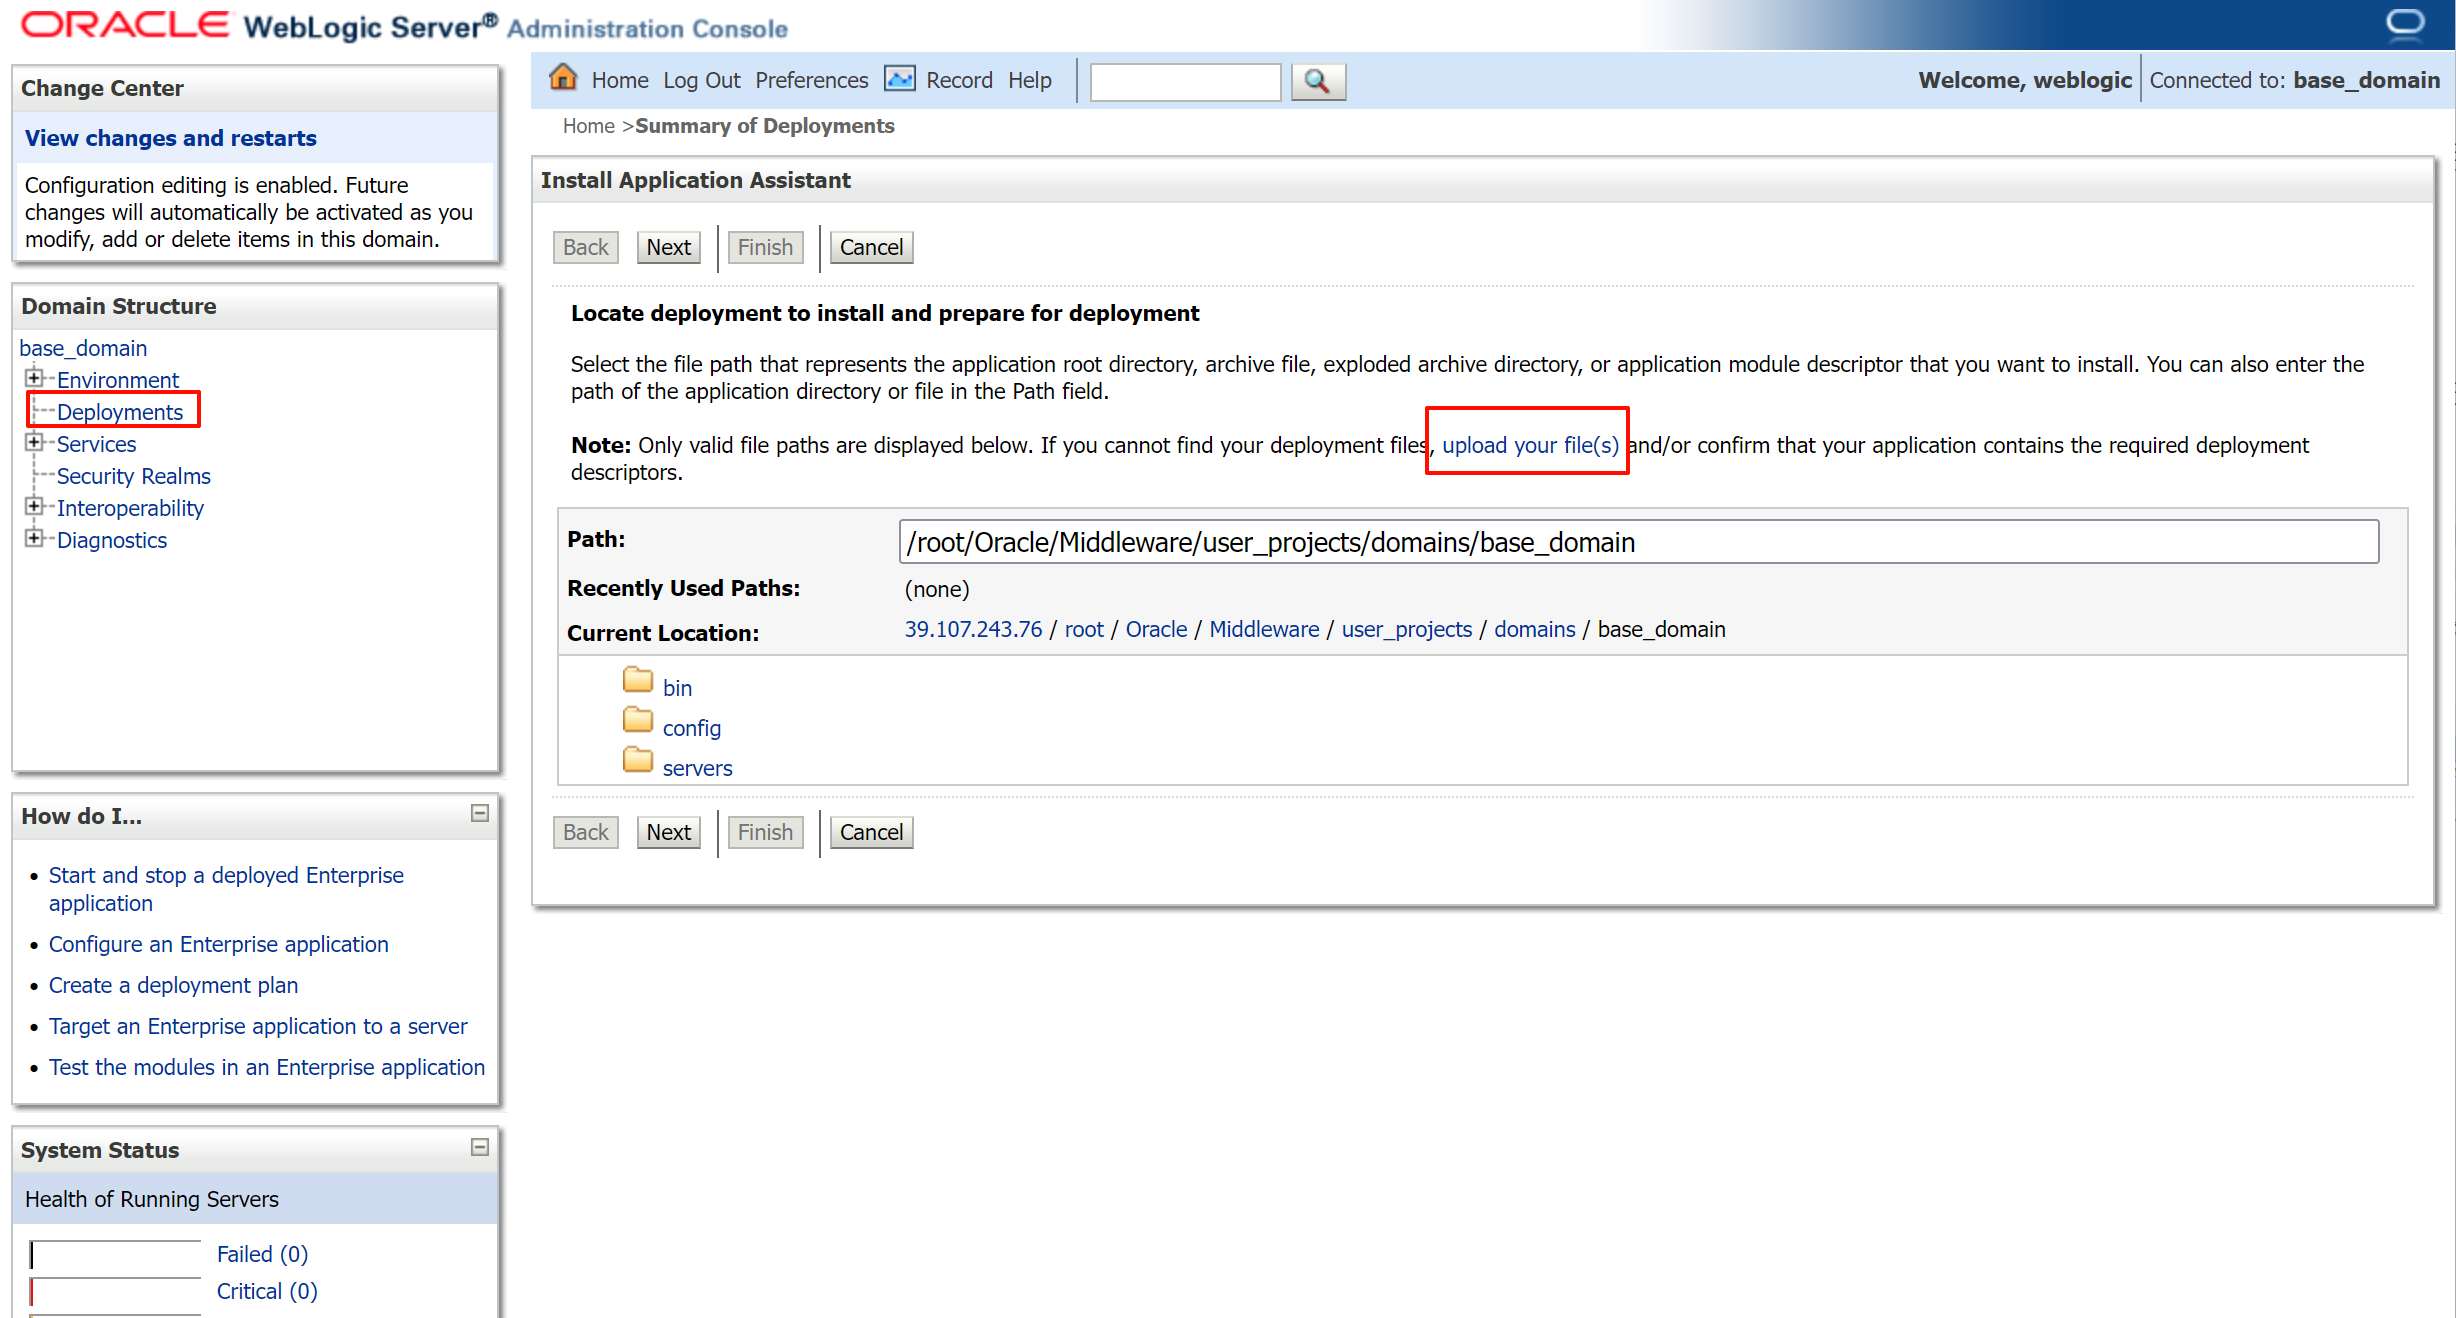 ORACLE WebLogic Server® Administration Console
Change Center
View changes and restarts
Configuration editing is enabled. Future
changes will automatically be activated as you
modify, add or delete items in this domain.
Domain Structure
base_domain
Environment
Deployments
Services
Security Realms
Interoperability
Diagnostics
How do I...
Start and stop a deployed Enterprise
application
Configure an Enterprise application
Create a deployment plan
Target an Enterprise application to a server
Test the modules in an Enterprise application
System Status
Health of Running Servers
Failed (0)
Critical (0)
Home Log Out Preferences Record Help
Welcome, weblogic Connected to: base_domain
Home >Summary of Deployments
Install Application Assistant
Back Next Finish Cancel
Locate deployment to install and prepare for deployment
Select the file path that represents the application root directory, archive file, exploded archive directory, or application module descriptor that you want to install. You can also enter the
path of the application directory or file in the Path field.
Note: Only valid file paths are displayed below. If you cannot find your deployment files, upload your file(s) and/or confirm that your application contains the required deployment
descriptors.
Path: /root/Oracle/Middleware/user_projects/domains/base_domain
Recently Used Paths: (none)
Current Location: 39.107.243.76 / root / Oracle / Middleware / user_projects / domains / base_domain
bin
config
servers
Back Next Finish Cancel